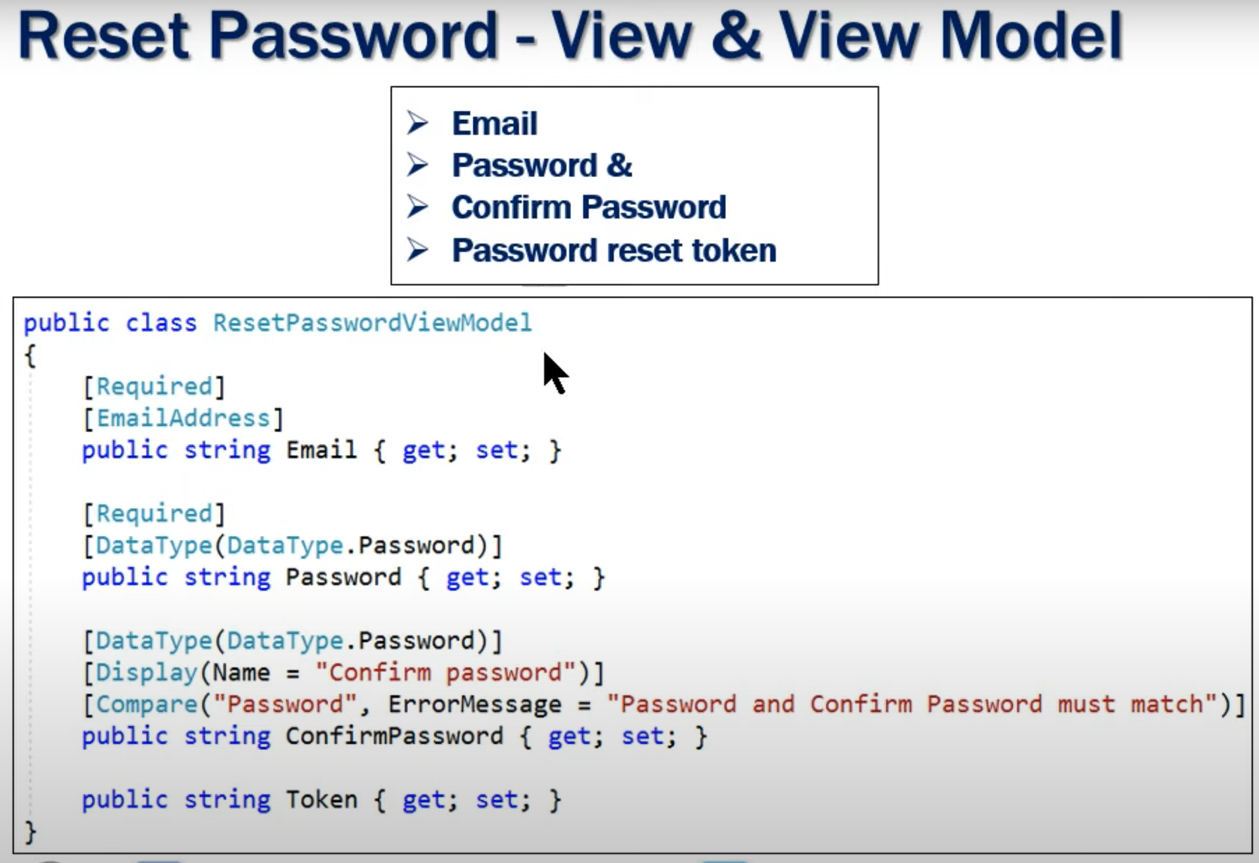 Reset Password - View & View Model
Email
Password &
Confirm Password
Password reset token
public class ResetPasswordViewModel
{
[Required]
[EmailAddress]
public string Email { get; set; }
[Required]
[DataType(DataType.Password)]
public string Password { get; set; }
[DataType(DataType.Password)]
[Display(Name = "Confirm password")]
[Compare("Password", ErrorMessage = "Password and Confirm Password must match")]
public string ConfirmPassword { get; set; }
public string Token { get; set; }
}